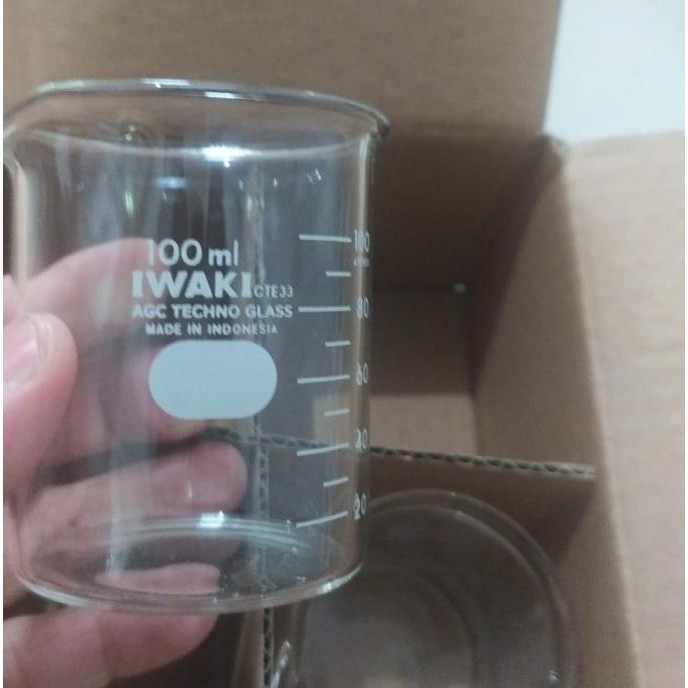 100 ml
IWAKI CTE33
AGC TECHNO GLASS
MADE IN INDONESIA
100
80
60
40
20